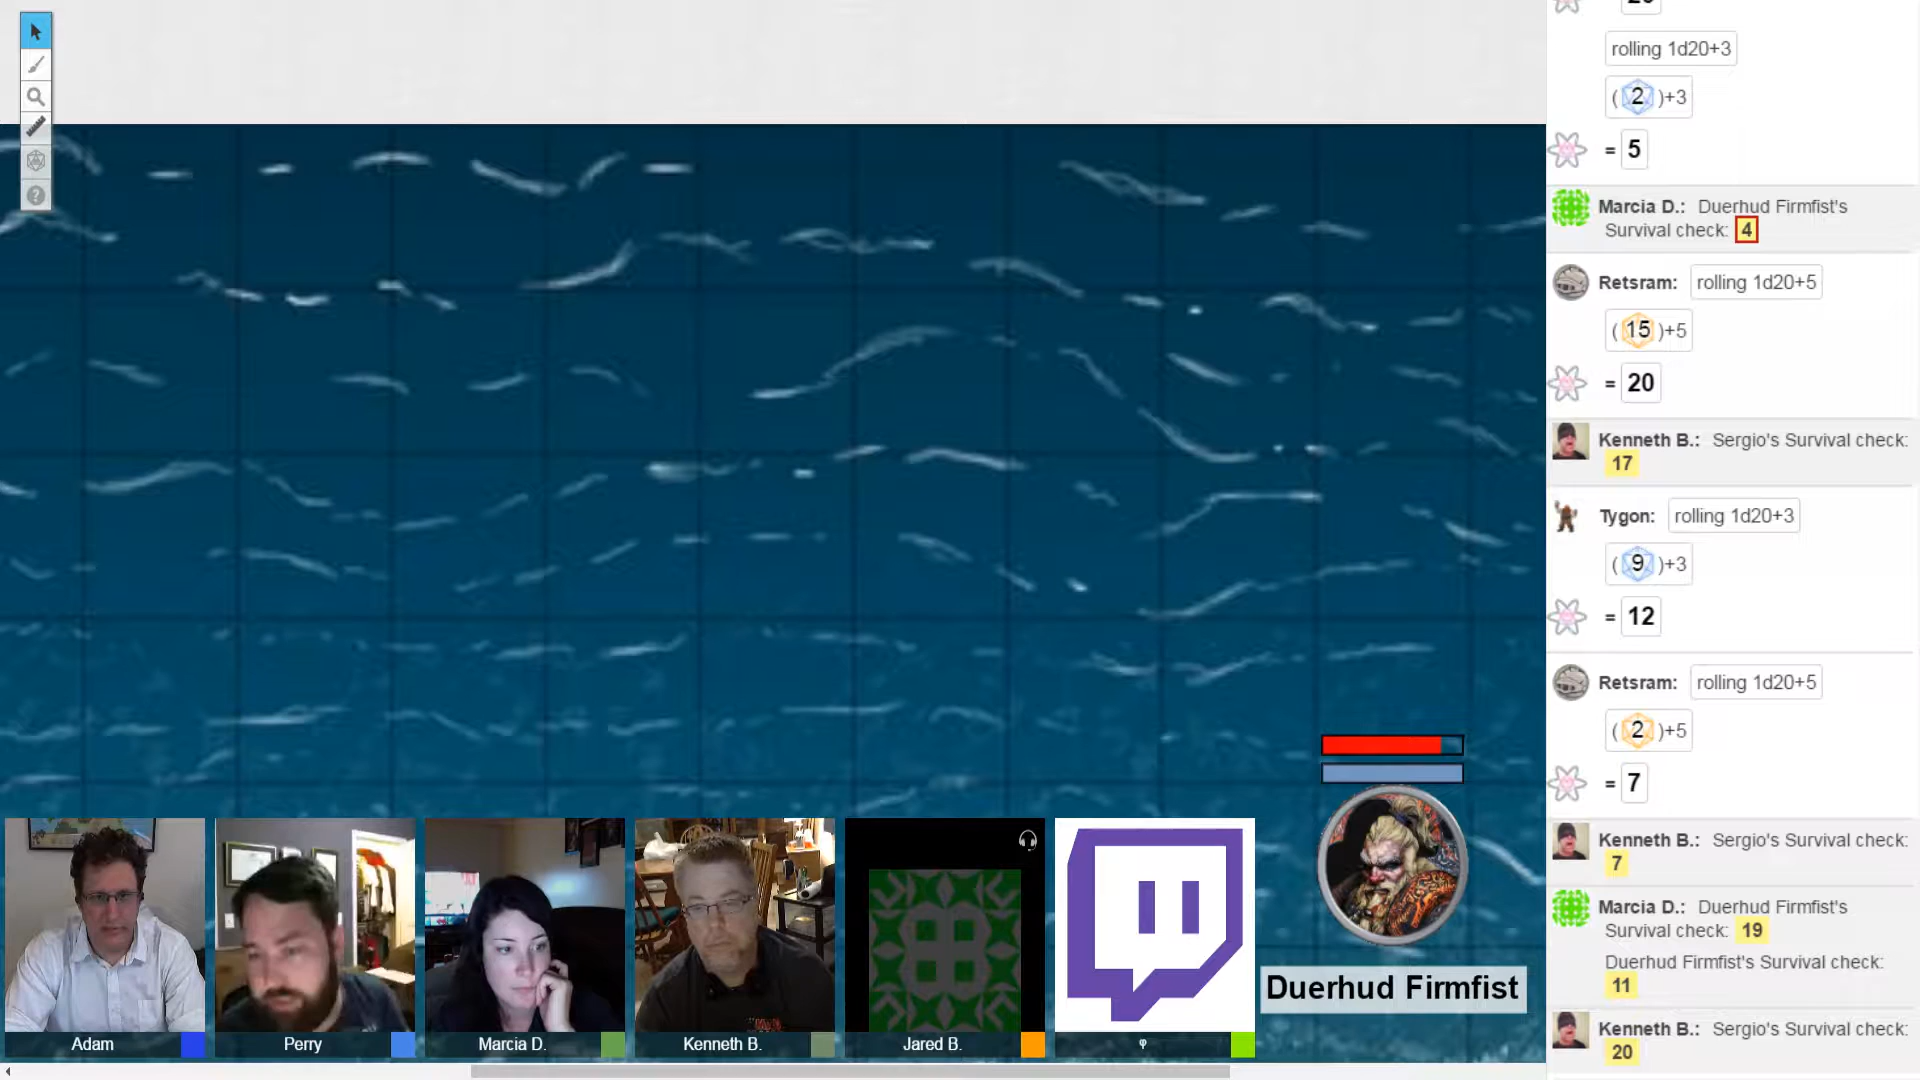 rolling 1d20+3
(2)+3
= 5
Marcia D.: Duerhud Firmfist's
Survival check: 4
Retsram: rolling 1d20+5
(15)+5
= 20
Kenneth B.: Sergio's Survival check:
17
Tygon: rolling 1d20+3
(9)+3
= 12
Retsram: rolling 1d20+5
(2)+5
= 7
Kenneth B.: Sergio's Survival check:
7
Marcia D.: Duerhud Firmfist's
Survival check: 19
Duerhud Firmfist's Survival check:
11
Kenneth B.: Sergio's Survival check:
20
Duerhud Firmfist
Adam
Perry
Marcia D.
Kenneth B.
Jared B.
φ